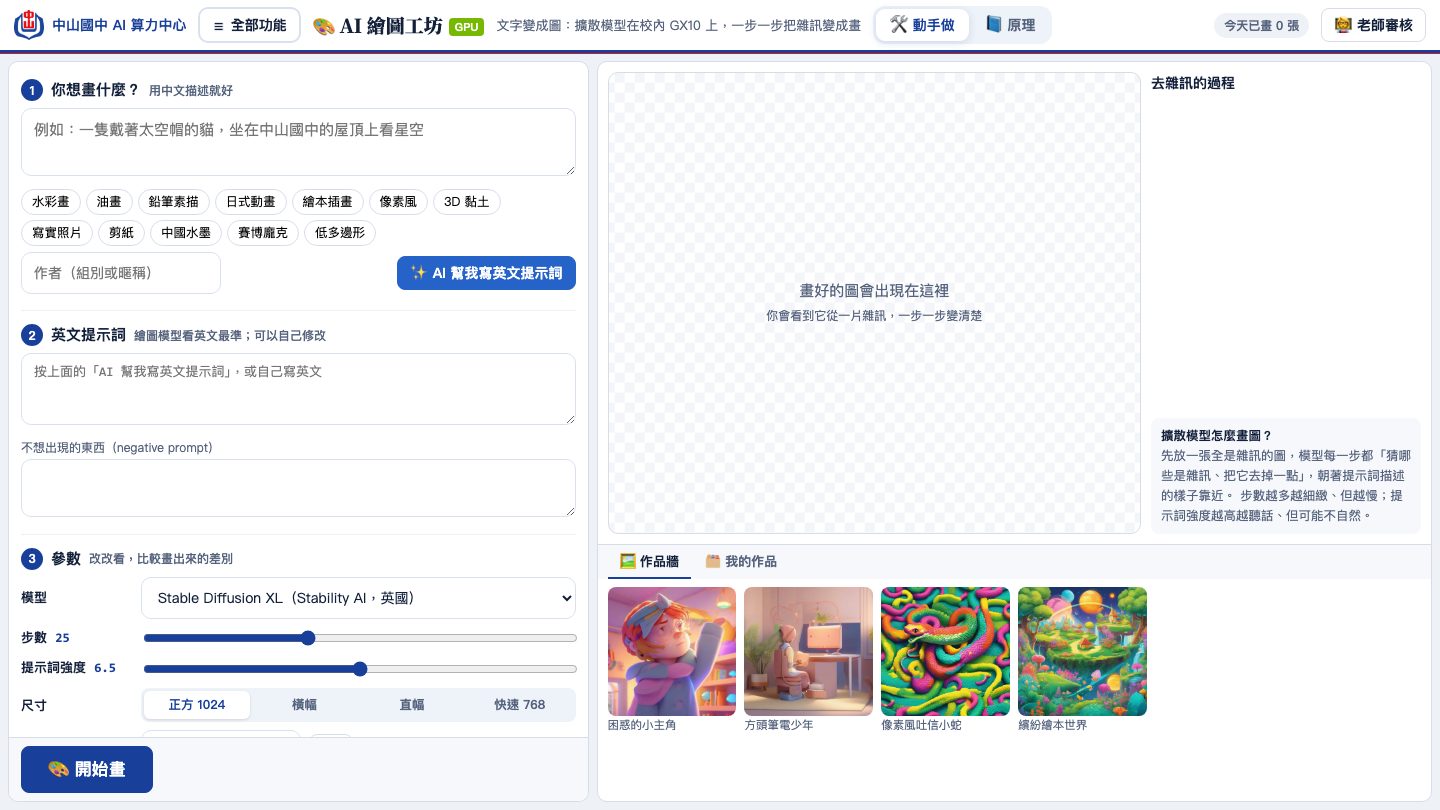 中山國中 AI 算力中心
≡ 全部功能
AI 繪圖工坊
GPU
文字變成圖：擴散模型在校內 GX10 上，一步一步把雜訊變成畫
動手做
原理
今天已畫 0 張
老師審核
1 你想畫什麼？ 用中文描述就好
例如：一隻戴著太空帽的貓，坐在中山國中的屋頂上看星空
水彩畫 油畫 鉛筆素描 日式動畫 繪本插畫 像素風 3D 黏土
寫實照片 剪紙 中國水墨 賽博龐克 低多邊形
作者（組別或暱稱）
AI 幫我寫英文提示詞
2 英文提示詞 繪圖模型看英文最準；可以自己修改
按上面的「AI 幫我寫英文提示詞」，或自己寫英文
不想出現的東西（negative prompt）
3 參數 改改看，比較畫出來的差別
模型 Stable Diffusion XL（Stability AI，英國）
步數 25
提示詞強度 6.5
尺寸 正方 1024 橫幅 直幅 快速 768
開始畫
畫好的圖會出現在這裡
你會看到它從一片雜訊，一步一步變清楚
去雜訊的過程
擴散模型怎麼畫圖？
先放一張全是雜訊的圖，模型每一步都「猜哪
些是雜訊、把它去掉一點」，朝著提示詞描述
的樣子靠近。 步數越多越細緻、但越慢；提
示詞強度越高越聽話、但可能不自然。
作品牆 我的作品
困惑的小主角 方頭筆電少年 像素風吐信小蛇 繽紛繪本世界